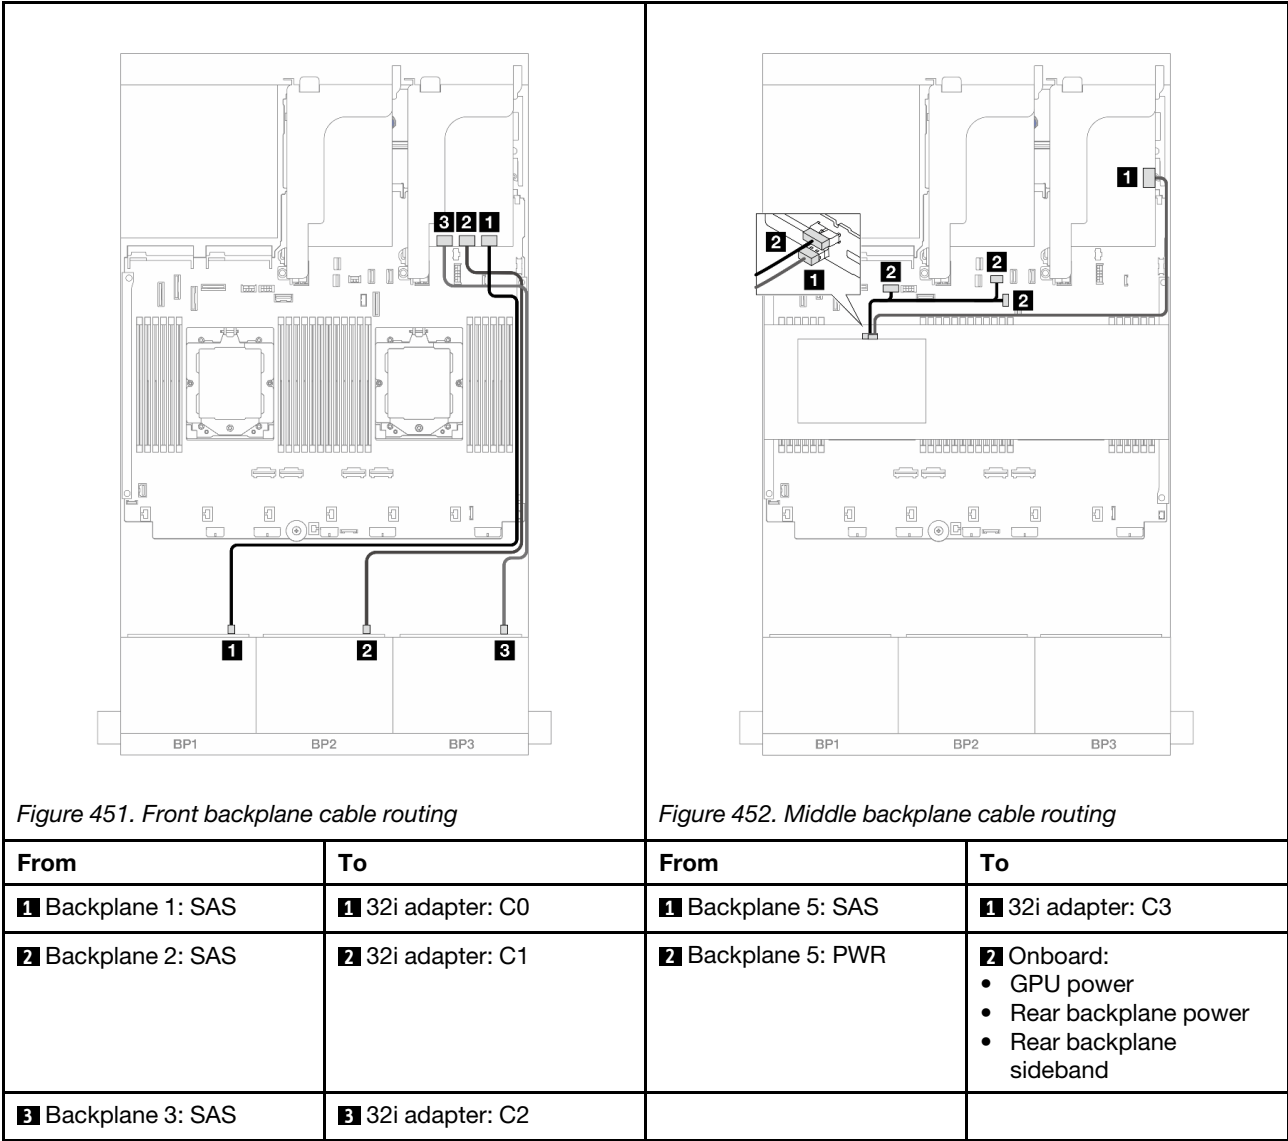 3 2 1
1 2 3
BP1 BP2 BP3
Figure 451. Front backplane cable routing
1
2
2
2
1
2
BP1 BP2 BP3
Figure 452. Middle backplane cable routing
From To From To
1 Backplane 1: SAS 1 32i adapter: C0 1 Backplane 5: SAS 1 32i adapter: C3
2 Backplane 2: SAS 2 32i adapter: C1 2 Backplane 5: PWR 2 Onboard:
• GPU power
• Rear backplane power
• Rear backplane
sideband
3 Backplane 3: SAS 3 32i adapter: C2